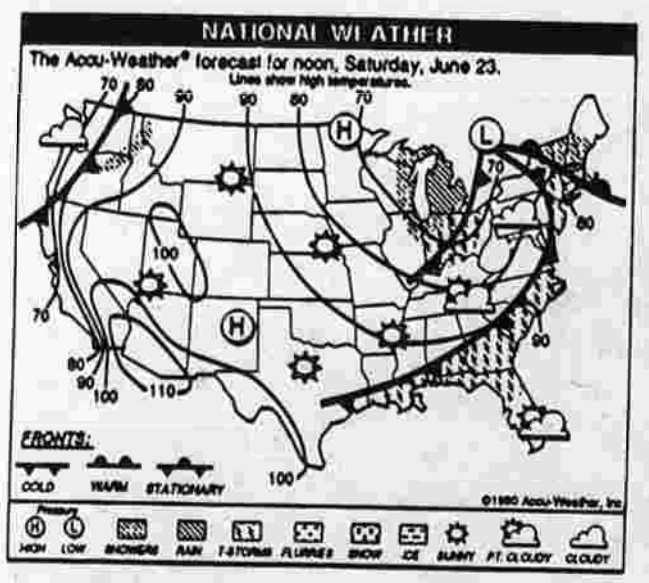 NATIONAL WEATHER
The Accu-Weather® forecast for noon, Saturday, June 23.
Lines show high temperatures.
70 80 90 90 80 70
H
L
70
80
100
70
H
90
80
90
100
110
100
FRONTS:
COLD WARM STATIONARY
©1990 Accu-Weather, Inc
Pressure
H L
HIGH LOW SHOWERS RAIN T-STORMS FLURRIES SNOW ICE SUNNY PT. CLOUDY CLOUDY